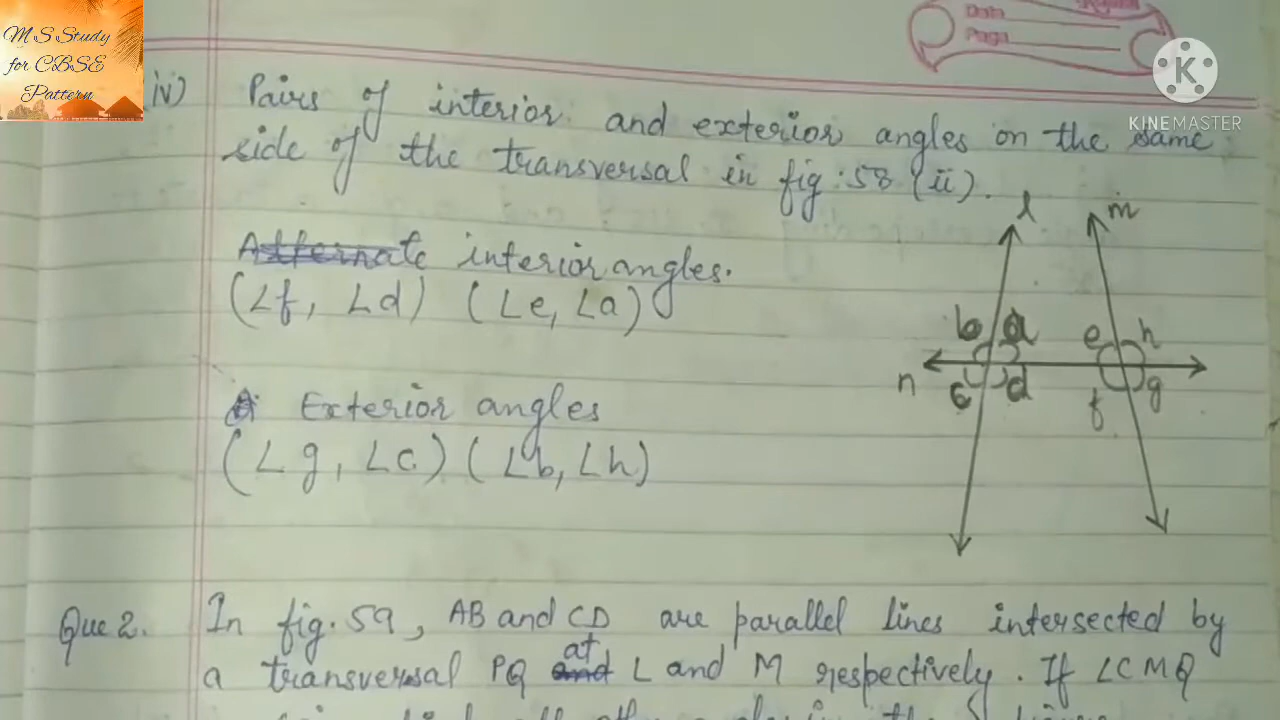 M S Study
for CBSE
Pattern
Date
Page
KINEMASTER
iv) Pairs of interior and exterior angles on the same
side of the transversal in fig :58 (ii).
Alternate interior angles.
(∠f, ∠d) (∠e, ∠a)
Exterior angles
(∠g, ∠c) (∠b, ∠h)
l m
b a e h
n c d f g
Que 2. In fig. 59, AB and CD are parallel lines intersected by
a transversal PQ and at L and M respectively. If ∠CMQ